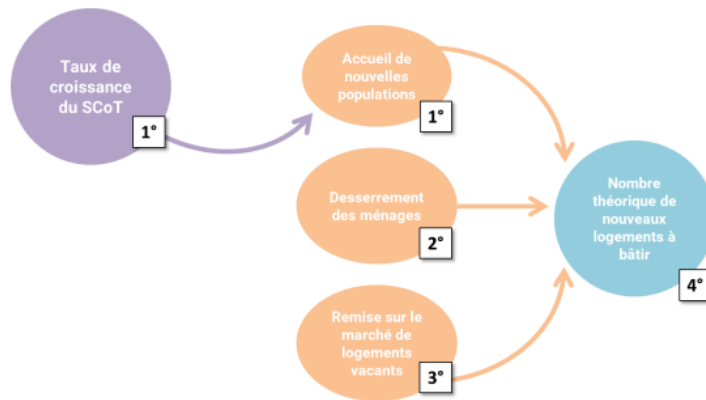 Taux de
croissance
du SCoT
1°
Accueil de
nouvelles
populations
1°
Desserrement
des ménages
2°
Remise sur le
marché de
logements
vacants
3°
Nombre
théorique de
nouveaux
logements à
bâtir
4°